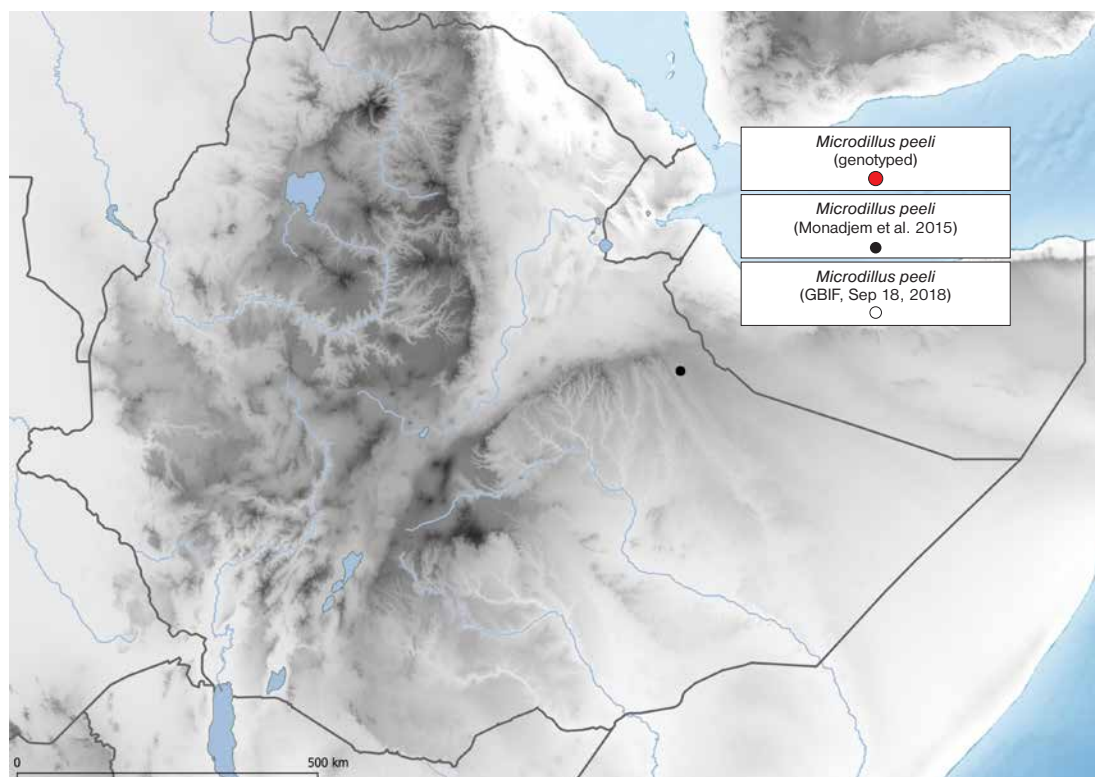 Microdillus peeli
(genotyped)
Microdillus peeli
(Monadjem et al. 2015)
Microdillus peeli
(GBIF, Sep 18, 2018)
0
500 km